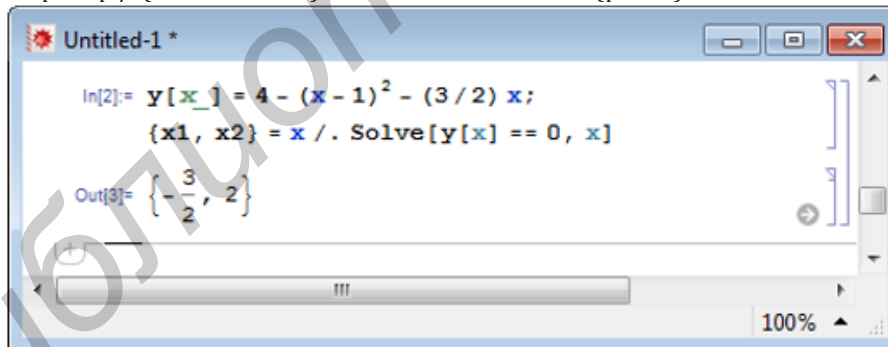 Untitled-1 *
In[2]:= y[x_] = 4 - (x - 1)² - (3 / 2) x;
{x1, x2} = x /. Solve[y[x] == 0, x]
Out[3]= {-3/2, 2}
100%